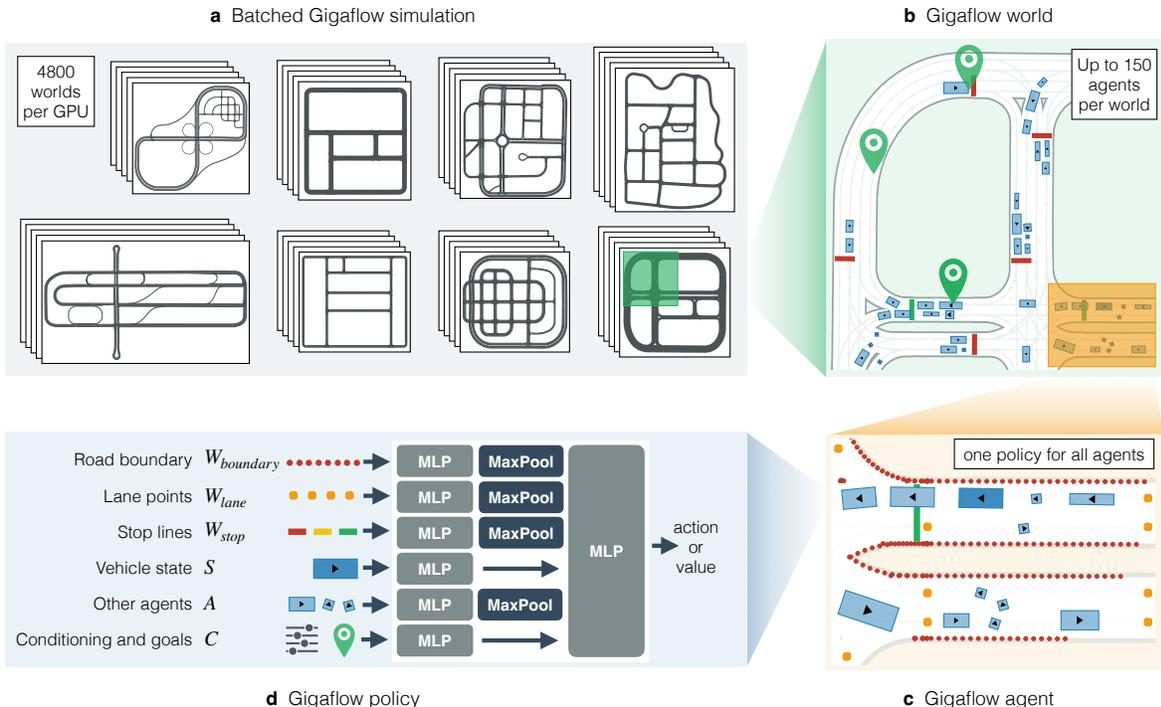 a Batched Gigaflow simulation
b Gigaflow world
4800
worlds
per GPU
Up to 150
agents
per world
Road boundary W_boundary MLP MaxPool
Lane points W_lane MLP MaxPool
Stop lines W_stop MLP MaxPool
Vehicle state S MLP
Other agents A MLP MaxPool
Conditioning and goals C MLP
MLP
action
or
value
one policy for all agents
d Gigaflow policy
c Gigaflow agent